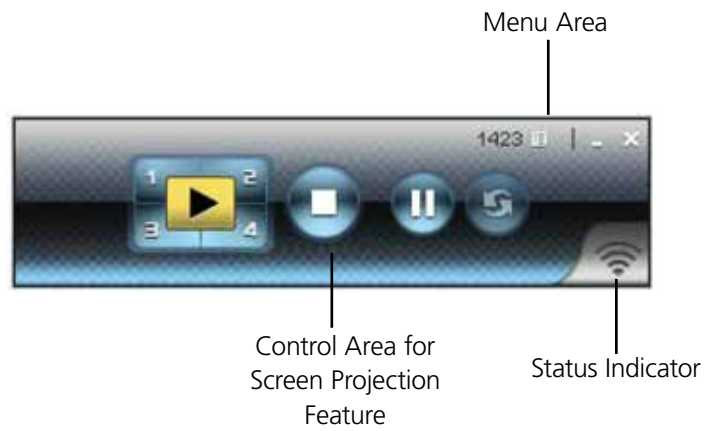 Menu Area
1423
1 2
3 4
Control Area for
Screen Projection
Feature
Status Indicator